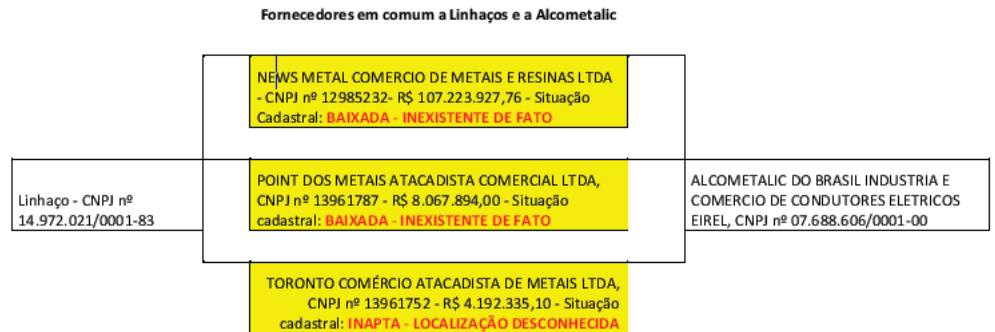 Fornecedores em comum a Linhaços e a Alcometalic
NEWS METAL COMERCIO DE METAIS E RESINAS LTDA
- CNPJ nº 12985232- R$ 107.223.927,76 - Situação
Cadastral: BAIXADA - INEXISTENTE DE FATO
Linhaço - CNPJ nº
14.972.021/0001-83
POINT DOS METAIS ATACADISTA COMERCIAL LTDA,
CNPJ nº 13961787 - R$ 8.067.894,00 - Situação
cadastral: BAIXADA - INEXISTENTE DE FATO
ALCOMETALIC DO BRASIL INDUSTRIA E
COMERCIO DE CONDUTORES ELETRICOS
EIREL, CNPJ nº 07.688.606/0001-00
TORONTO COMÉRCIO ATACADISTA DE METAIS LTDA,
CNPJ nº 13961752 - R$ 4.192.335,10 - Situação
cadastral: INAPTA - LOCALIZAÇÃO DESCONHECIDA